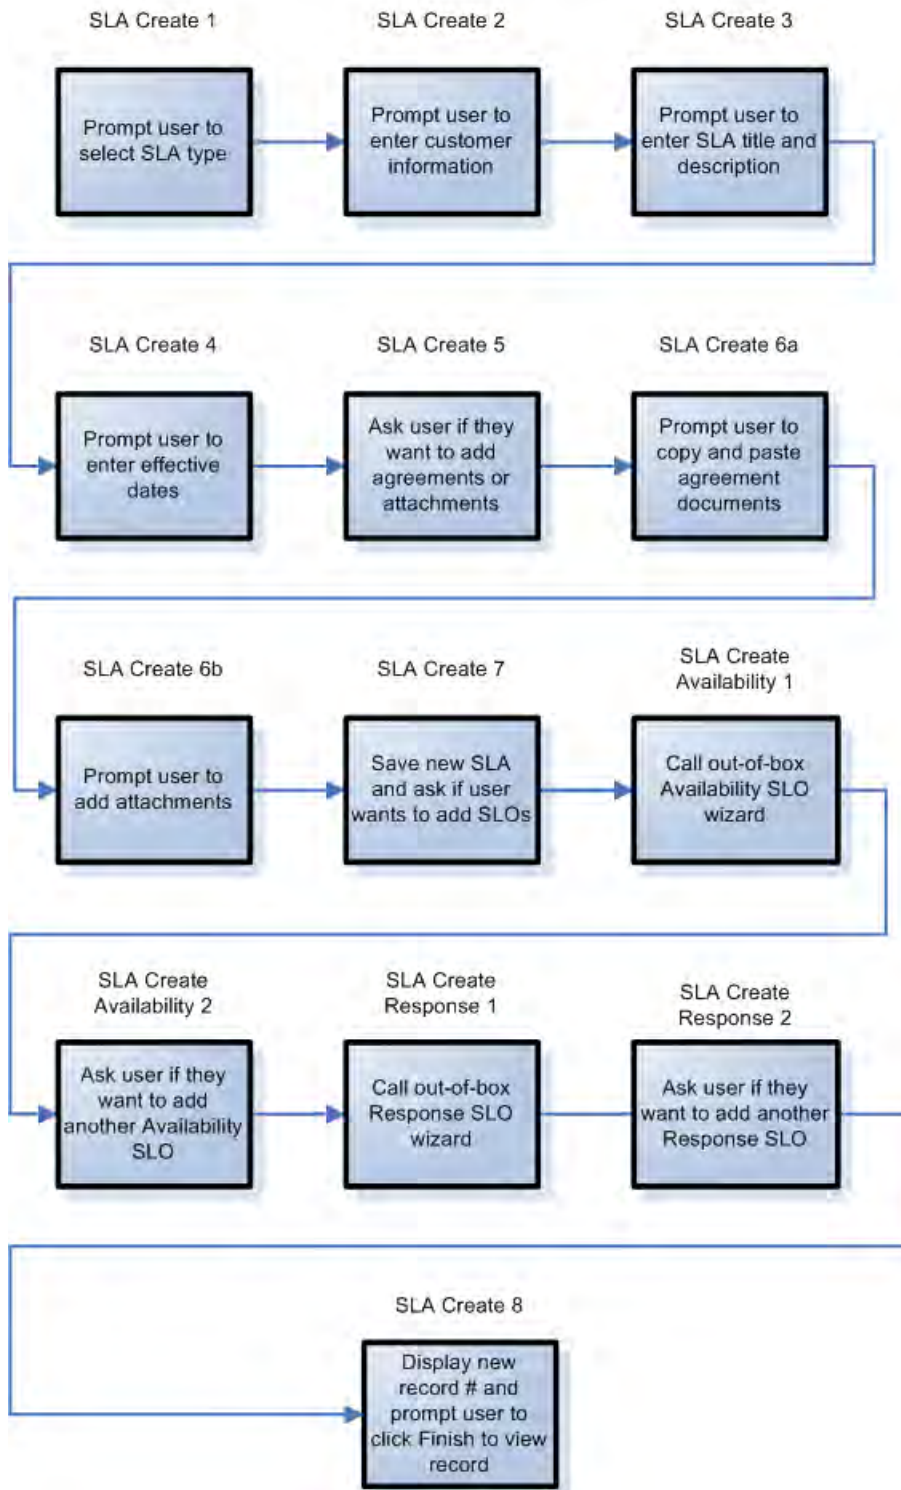 SLA Create 1
SLA Create 2
SLA Create 3
Prompt user to
select SLA type
Prompt user to
enter customer
information
Prompt user to
enter SLA title and
description
SLA Create 4
SLA Create 5
SLA Create 6a
Prompt user to
enter effective
dates
Ask user if they
want to add
agreements or
attachments
Prompt user to
copy and paste
agreement
documents
SLA Create 6b
SLA Create 7
SLA Create
Availability 1
Prompt user to
add attachments
Save new SLA
and ask if user
wants to add SLOs
Call out-of-box
Availability SLO
wizard
SLA Create
Availability 2
SLA Create
Response 1
SLA Create
Response 2
Ask user if they
want to add
another Availability
SLO
Call out-of-box
Response SLO
wizard
Ask user if they
want to add another
Response SLO
SLA Create 8
Display new
record # and
prompt user to
click Finish to view
record